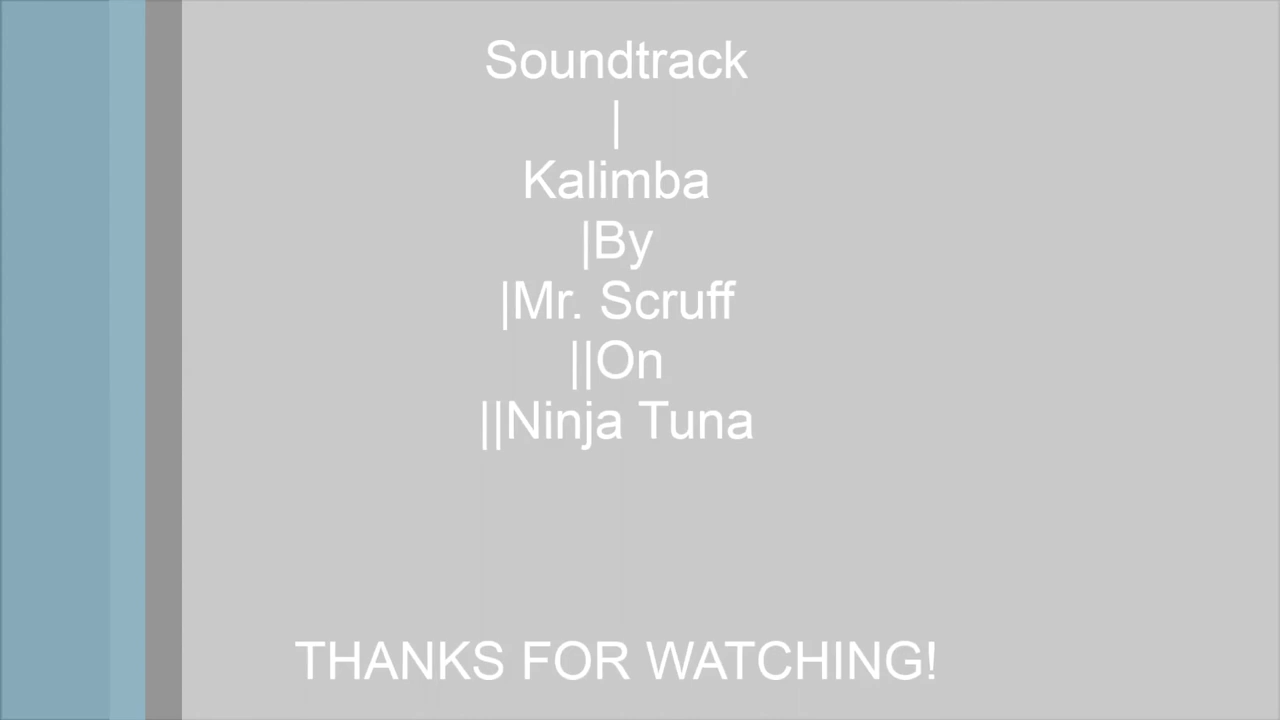 Soundtrack
|
Kalimba
|By
|Mr. Scruff
||On
||Ninja Tuna
THANKS FOR WATCHING!